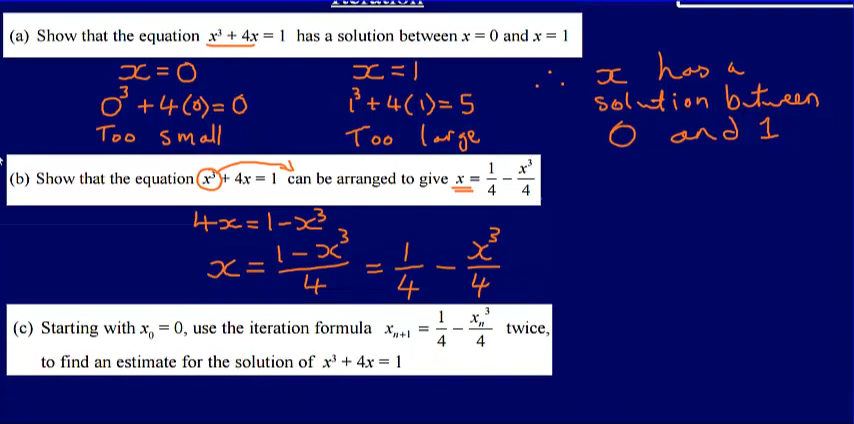 Iteration
(a) Show that the equation x³ + 4x = 1 has a solution between x = 0 and x = 1
x = 0 x = 1 ∴ x has a
0³ + 4(0) = 0 1³ + 4(1) = 5 solution between
Too small Too large 0 and 1
(b) Show that the equation x³ + 4x = 1 can be arranged to give x = 1/4 − x³/4
4x = 1 − x³
x = (1 − x³)/4 = 1/4 − x³/4
(c) Starting with x₀ = 0, use the iteration formula xₙ₊₁ = 1/4 − xₙ³/4 twice,
to find an estimate for the solution of x³ + 4x = 1